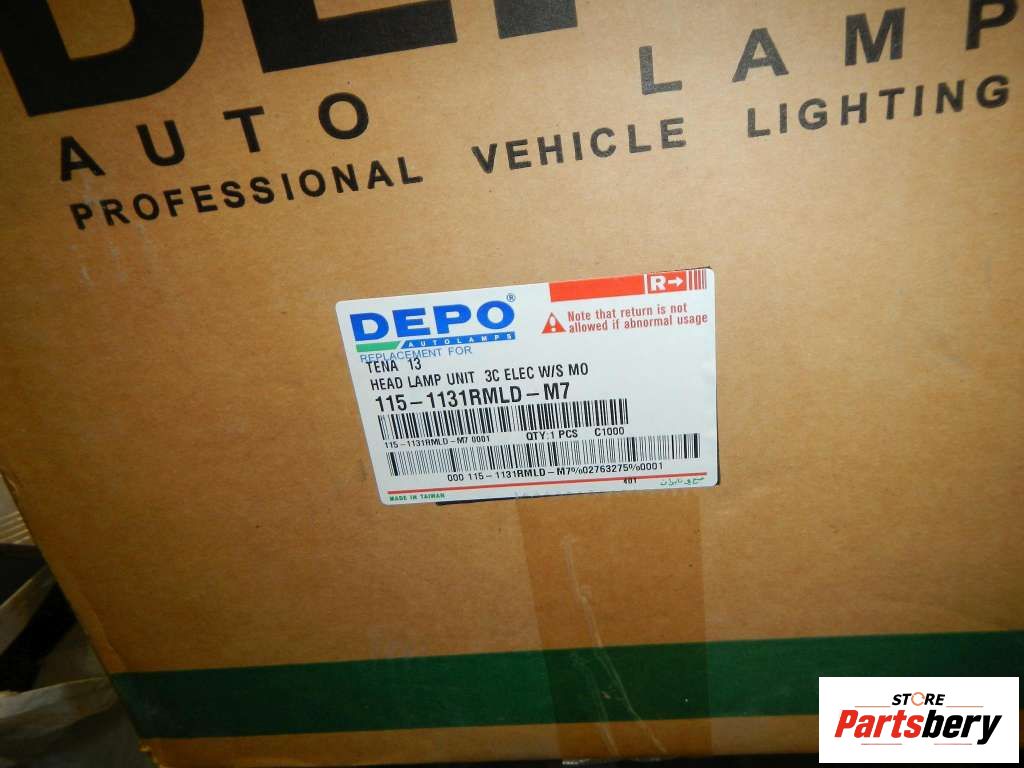 AUTO LAMP
PROFESSIONAL VEHICLE LIGHTING
R→
DEPO®
AUTOLAMPS
Note that return is not
allowed if abnormal usage
REPLACEMENT FOR
TENA 13
HEAD LAMP UNIT 3C ELEC W/S MO
115-1131RMLD-M7
115-1131RMLD-M7 0001 QTY:1 PCS C1000
000 115-1131RMLD-M7%02763275%0001
401
MADE IN TAIWAN
STORE
Partsbery